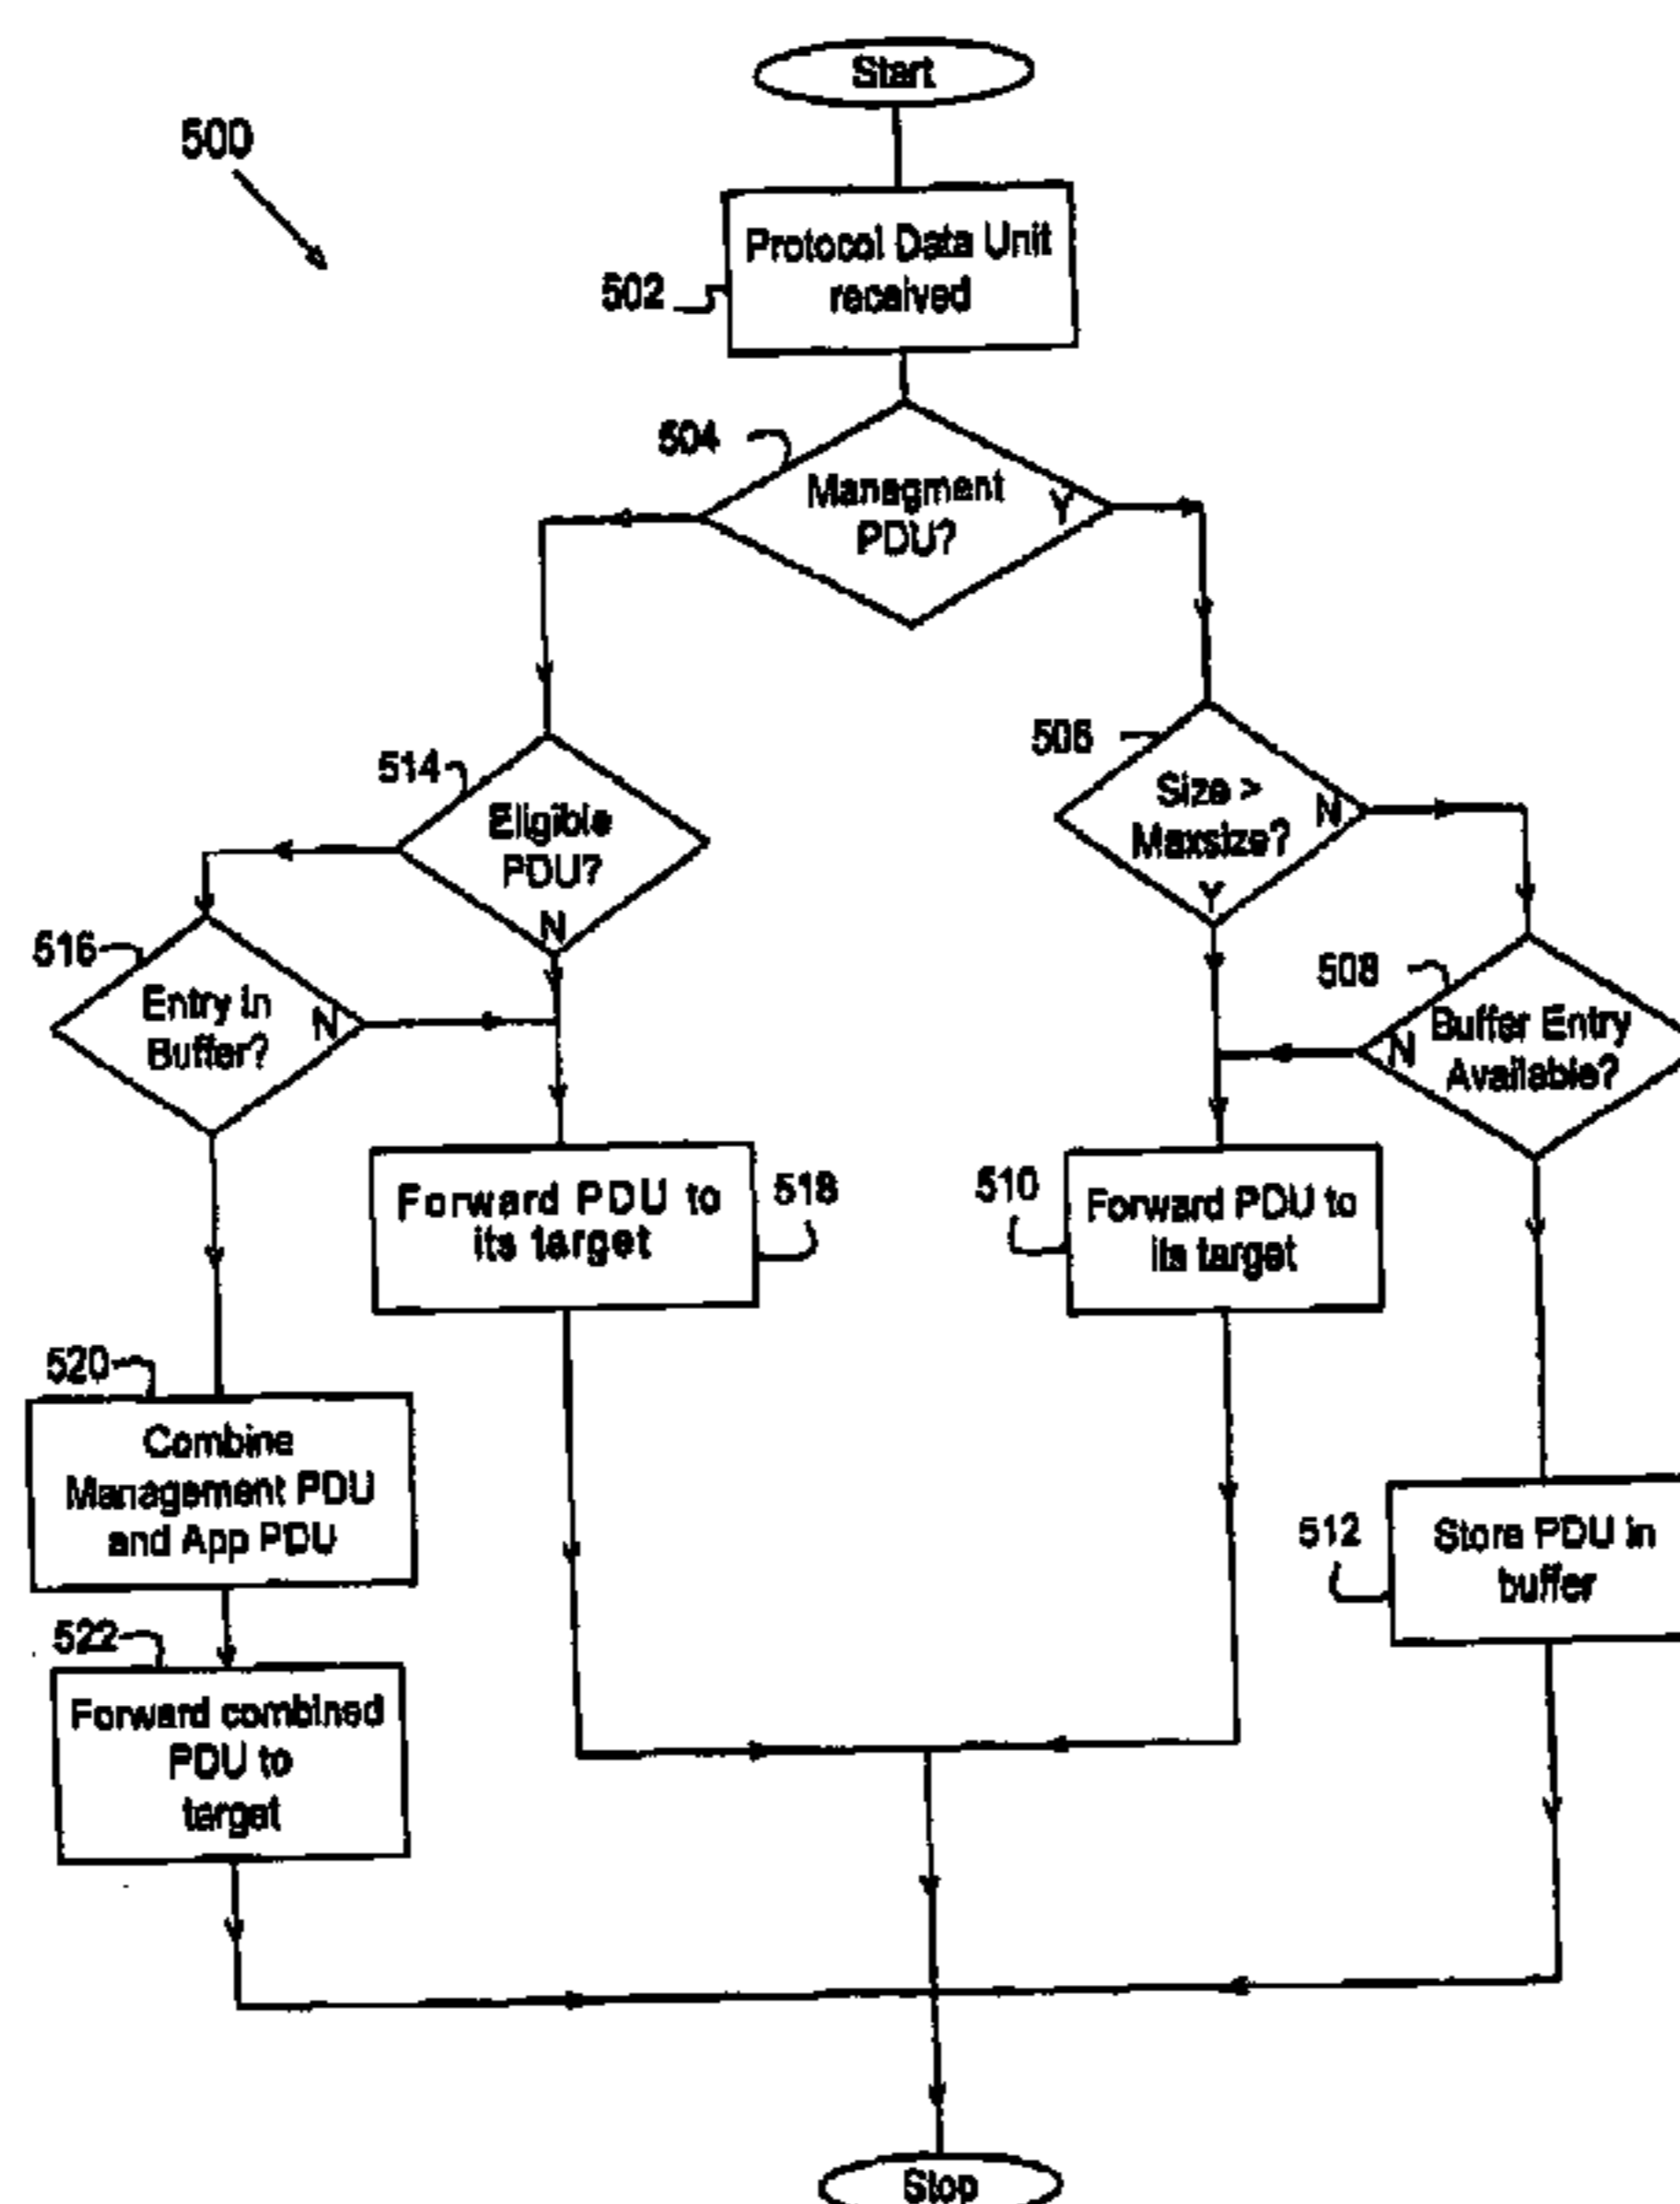 Start
500
Protocol Data Unit
received
502
504
Managment
PDU?
Y
506
Size >
Maxsize?
N
Y
514
Eligible
PDU?
N
516
Entry in
Buffer?
N
508
Buffer Entry
Available?
N
Forward PDU to
its target
518
510
Forward PDU to
its target
520
Combine
Management PDU
and App PDU
512
Store PDU in
buffer
522
Forward combined
PDU to
target
Stop